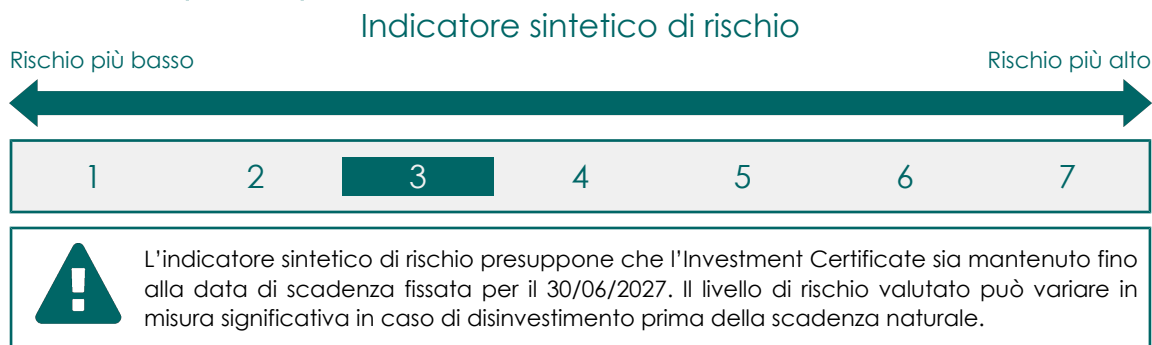 Indicatore sintetico di rischio
Rischio più basso
Rischio più alto
1 2 3 4 5 6 7
L'indicatore sintetico di rischio presuppone che l'Investment Certificate sia mantenuto fino
alla data di scadenza fissata per il 30/06/2027. Il livello di rischio valutato può variare in
misura significativa in caso di disinvestimento prima della scadenza naturale.